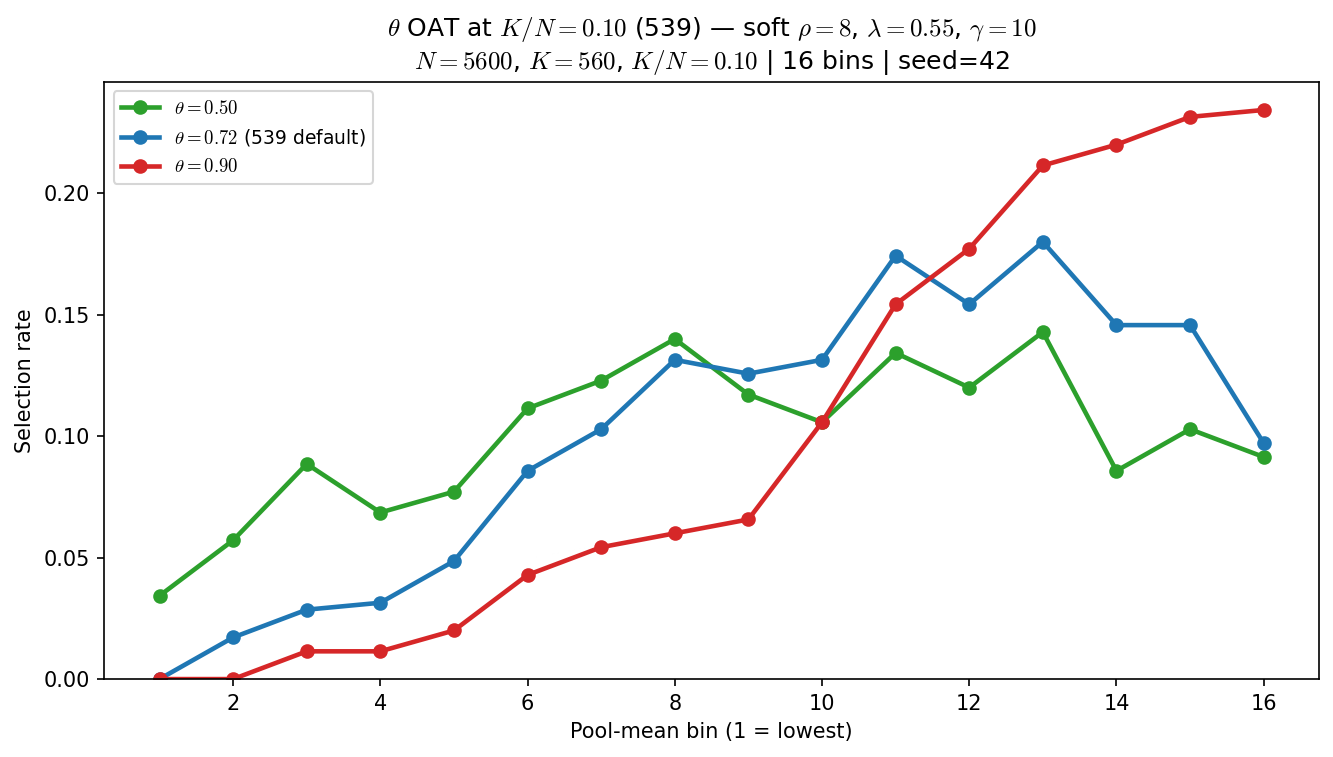 θ OAT at K/N = 0.10 (539) — soft ρ = 8, λ = 0.55, γ = 10
N = 5600, K = 560, K/N = 0.10 | 16 bins | seed=42
θ = 0.50
θ = 0.72 (539 default)
θ = 0.90
Selection rate
0.20
0.15
0.10
0.05
0.00
2 4 6 8 10 12 14 16
Pool-mean bin (1 = lowest)